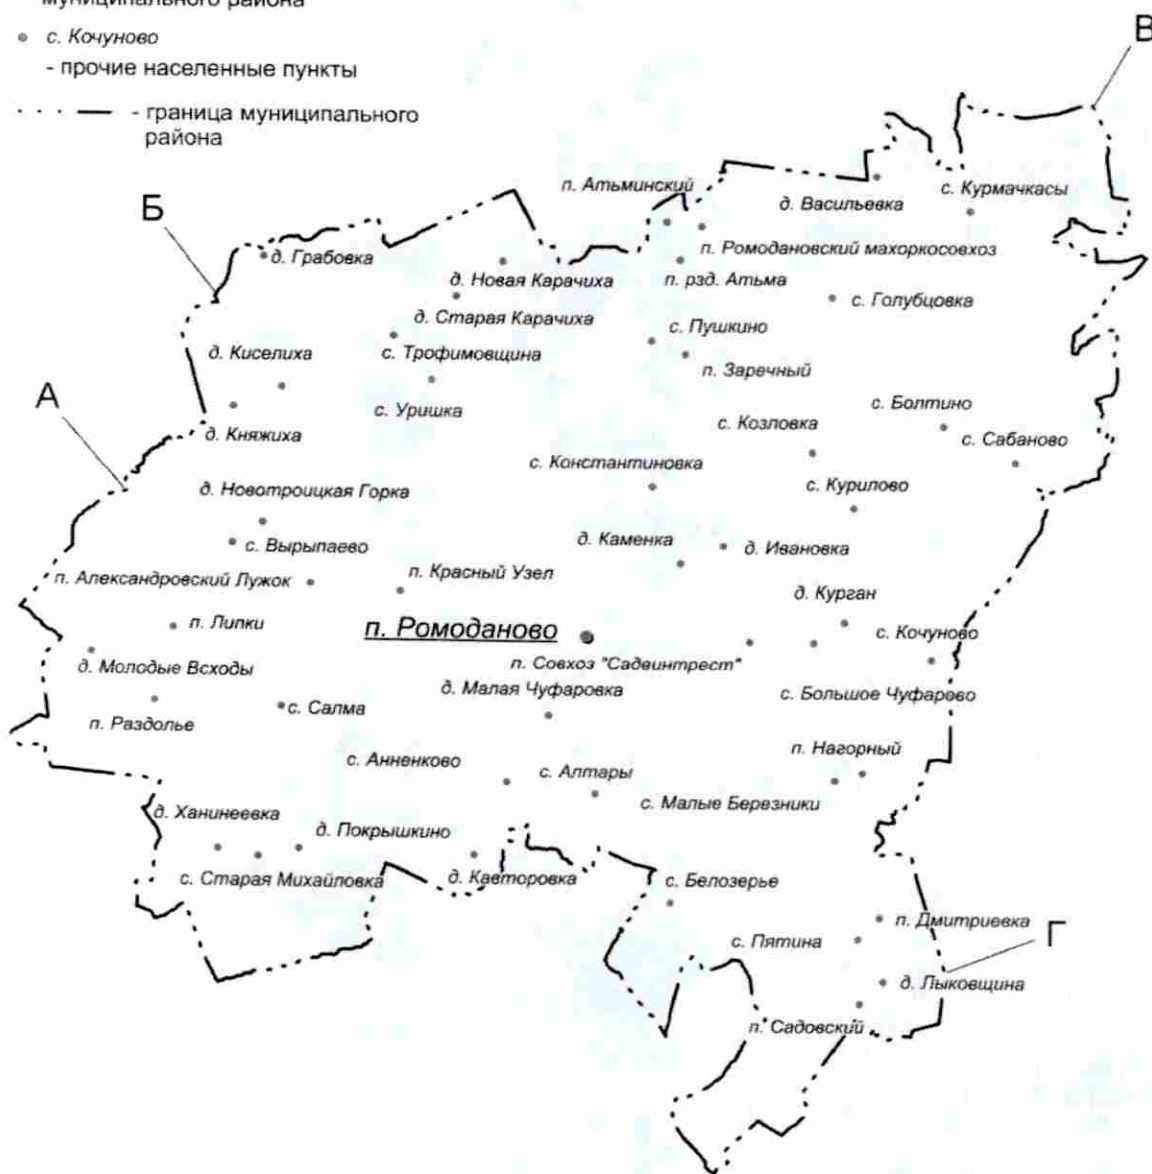 муниципального района
с. Кочуново
- прочие населенные пункты
- граница муниципального
района
В
п. Атьминский
с. Курмачкасы
д. Васильевка
Б
п. Ромодановский махоркосовхоз
д. Грабовка
д. Новая Карачиха
п. рзд. Атьма
с. Голубцовка
д. Старая Карачиха
с. Пушкино
д. Киселиха
с. Трофимовщина
п. Заречный
А
с. Уришка
с. Болтино
с. Козловка
д. Княжиха
с. Сабаново
с. Константиновка
д. Новотроицкая Горка
с. Курилово
с. Вырыпаево
д. Каменка
д. Ивановка
п. Александровский Лужок
п. Красный Узел
д. Курган
п. Липки
п. Ромоданово
с. Кочуново
д. Молодые Всходы
п. Совхоз "Садвинтрест"
д. Малая Чуфаровка
с. Большое Чуфарово
п. Раздолье
с. Салма
п. Нагорный
с. Анненково
с. Алтары
с. Малые Березники
д. Ханинеевка
д. Покрышкино
с. Старая Михайловка
д. Кавторовка
с. Белозерье
п. Дмитриевка
с. Пятина
Г
д. Лыковщина
п. Садовский